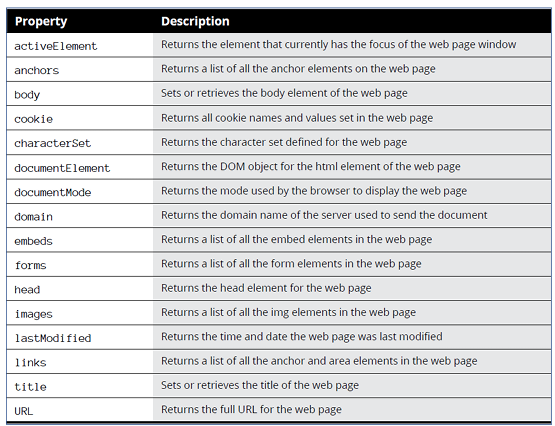 Property Description
activeElement Returns the element that currently has the focus of the web page window
anchors Returns a list of all the anchor elements on the web page
body Sets or retrieves the body element of the web page
cookie Returns all cookie names and values set in the web page
characterSet Returns the character set defined for the web page
documentElement Returns the DOM object for the html element of the web page
documentMode Returns the mode used by the browser to display the web page
domain Returns the domain name of the server used to send the document
embeds Returns a list of all the embed elements in the web page
forms Returns a list of all the form elements in the web page
head Returns the head element for the web page
images Returns a list of all the img elements in the web page
lastModified Returns the time and date the web page was last modified
links Returns a list of all the anchor and area elements in the web page
title Sets or retrieves the title of the web page
URL Returns the full URL for the web page